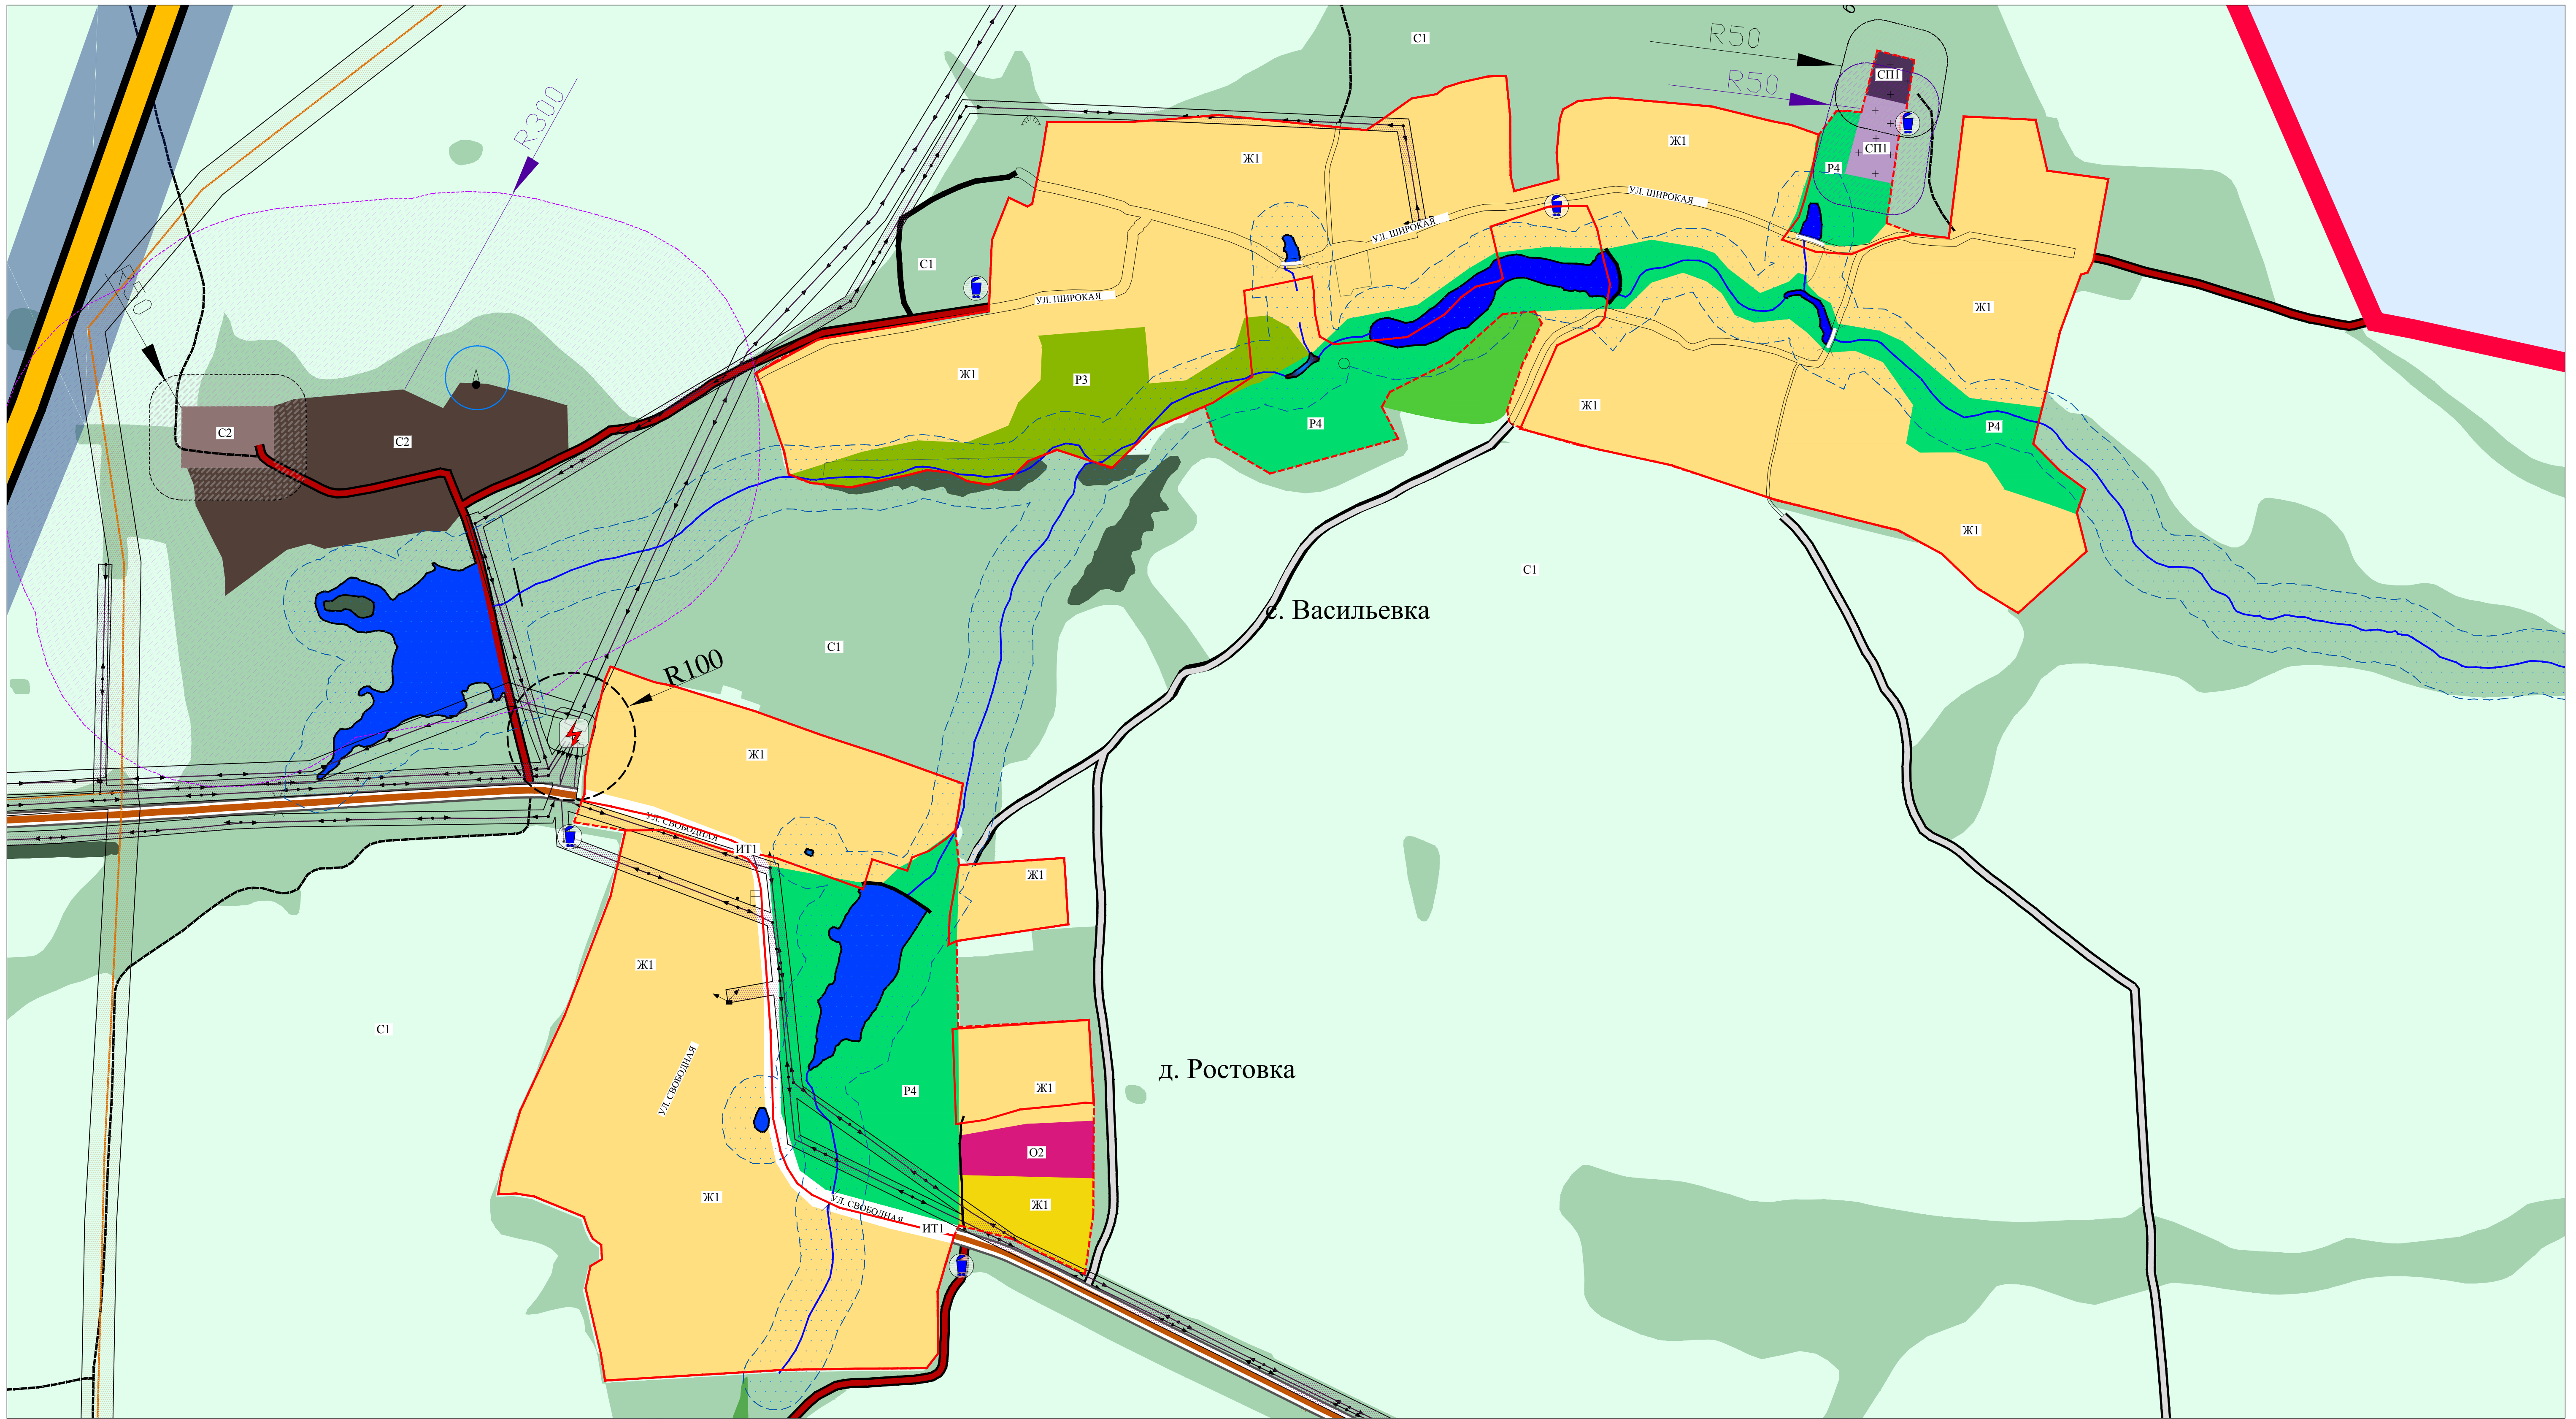 6
С1
R50
R50
СП1
R300
Ж1
Ж1
СП1
Р4
УЛ. ШИРОКАЯ
УЛ. ШИРОКАЯ
С1
УЛ. ШИРОКАЯ
Ж1
Ж1
Р3
Ж1
Р4
Р4
С2
С2
Ж1
С1
с. Васильевка
С1
R100
Ж1
УЛ. СВОБОДНАЯ
ИТ1
Ж1
Ж1
С1
УЛ. СВОБОДНАЯ
д. Ростовка
Р4
Ж1
О2
Ж1
Ж1
УЛ. СВОБОДНАЯ
ИТ1